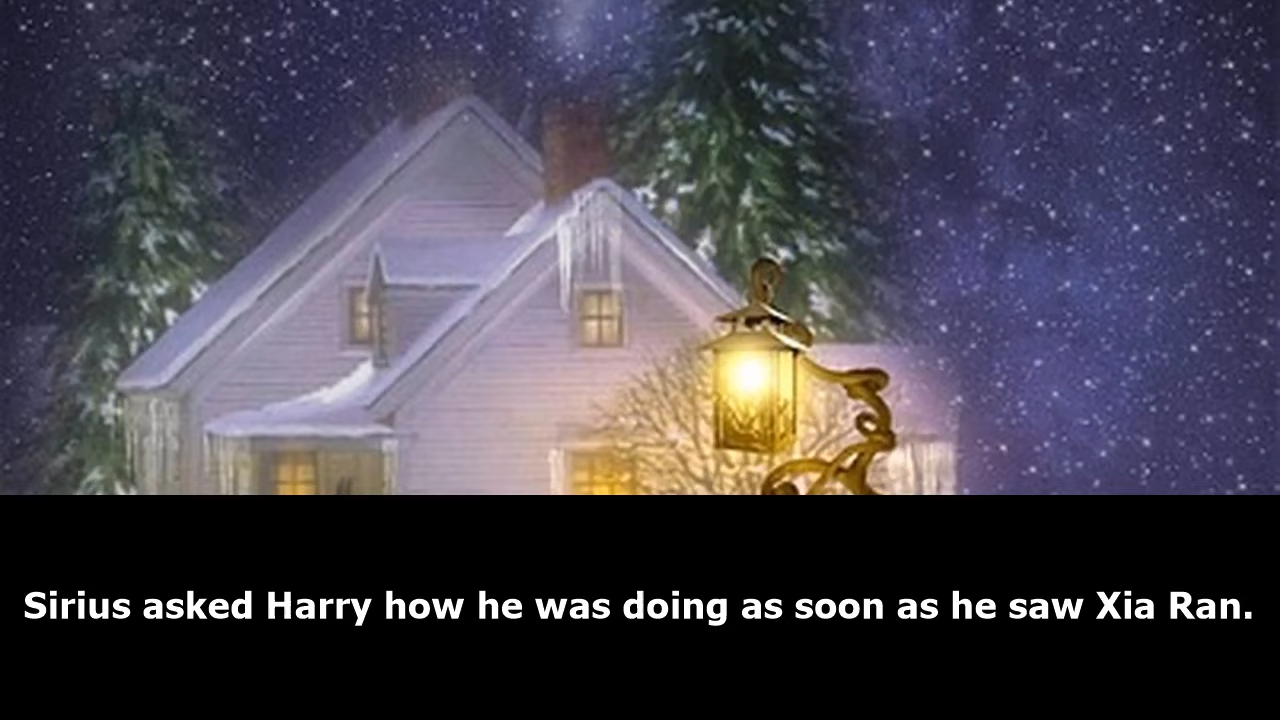 Sirius asked Harry how he was doing as soon as he saw Xia Ran.